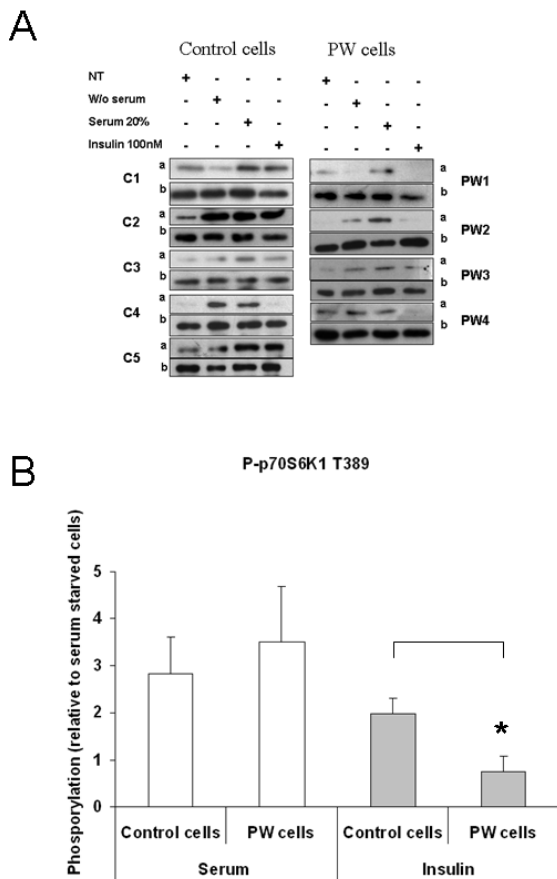 A
Control cells PW cells
NT + - - - + - - -
W/o serum - + - - - + - -
Serum 20% - - + - - - + -
Insulin 100nM - - - + - - - +
C1 a a PW1
b b
C2 a a PW2
b b
C3 a a PW3
b b
C4 a a PW4
b b
C5 a
b
P-p70S6K1 T389
B
Phosporylation (relative to serum starved cells)
5
4
3
2
1
0
*
Control cells PW cells Control cells PW cells
Serum Insulin